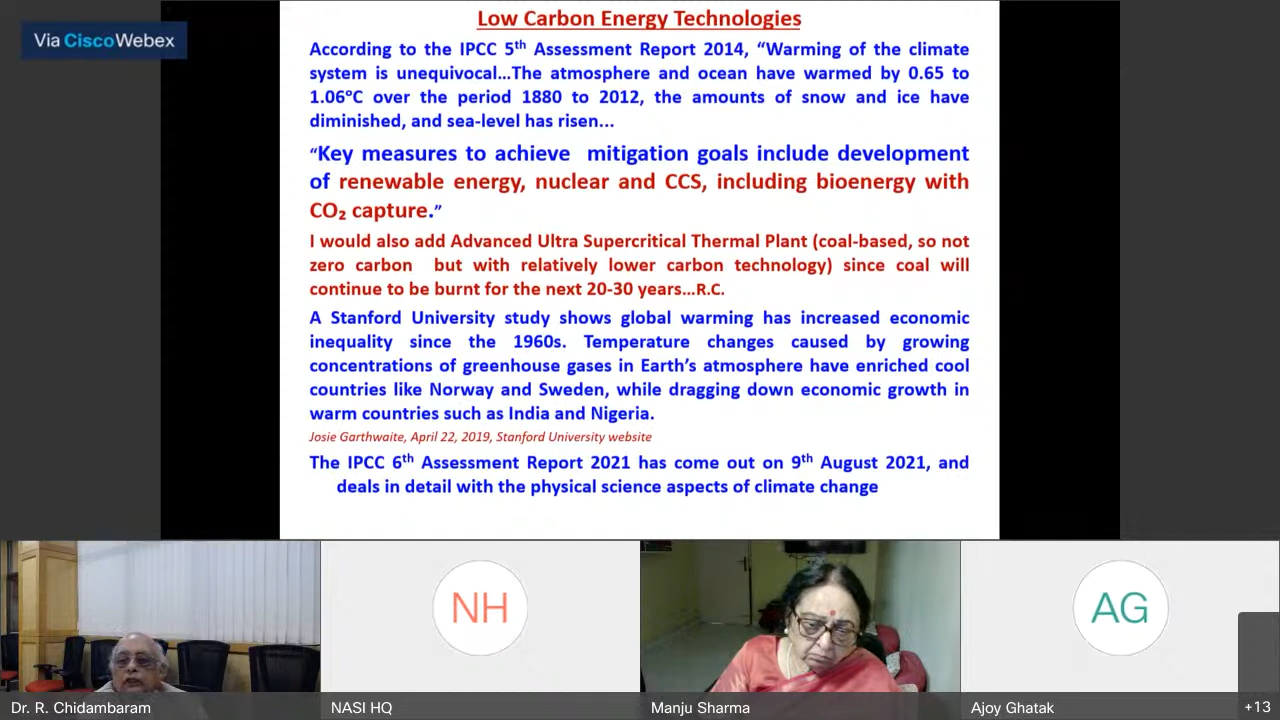 Via Cisco Webex
Low Carbon Energy Technologies
According to the IPCC 5th Assessment Report 2014, “Warming of the climate
system is unequivocal…The atmosphere and ocean have warmed by 0.65 to
1.06°C over the period 1880 to 2012, the amounts of snow and ice have
diminished, and sea-level has risen...
“Key measures to achieve mitigation goals include development
of renewable energy, nuclear and CCS, including bioenergy with
CO₂ capture.”
I would also add Advanced Ultra Supercritical Thermal Plant (coal-based, so not
zero carbon but with relatively lower carbon technology) since coal will
continue to be burnt for the next 20-30 years…R.C.
A Stanford University study shows global warming has increased economic
inequality since the 1960s. Temperature changes caused by growing
concentrations of greenhouse gases in Earth’s atmosphere have enriched cool
countries like Norway and Sweden, while dragging down economic growth in
warm countries such as India and Nigeria.
Josie Garthwaite, April 22, 2019, Stanford University website
The IPCC 6th Assessment Report 2021 has come out on 9th August 2021, and
deals in detail with the physical science aspects of climate change
NH
AG
Dr. R. Chidambaram
NASI HQ
Manju Sharma
Ajoy Ghatak
+13